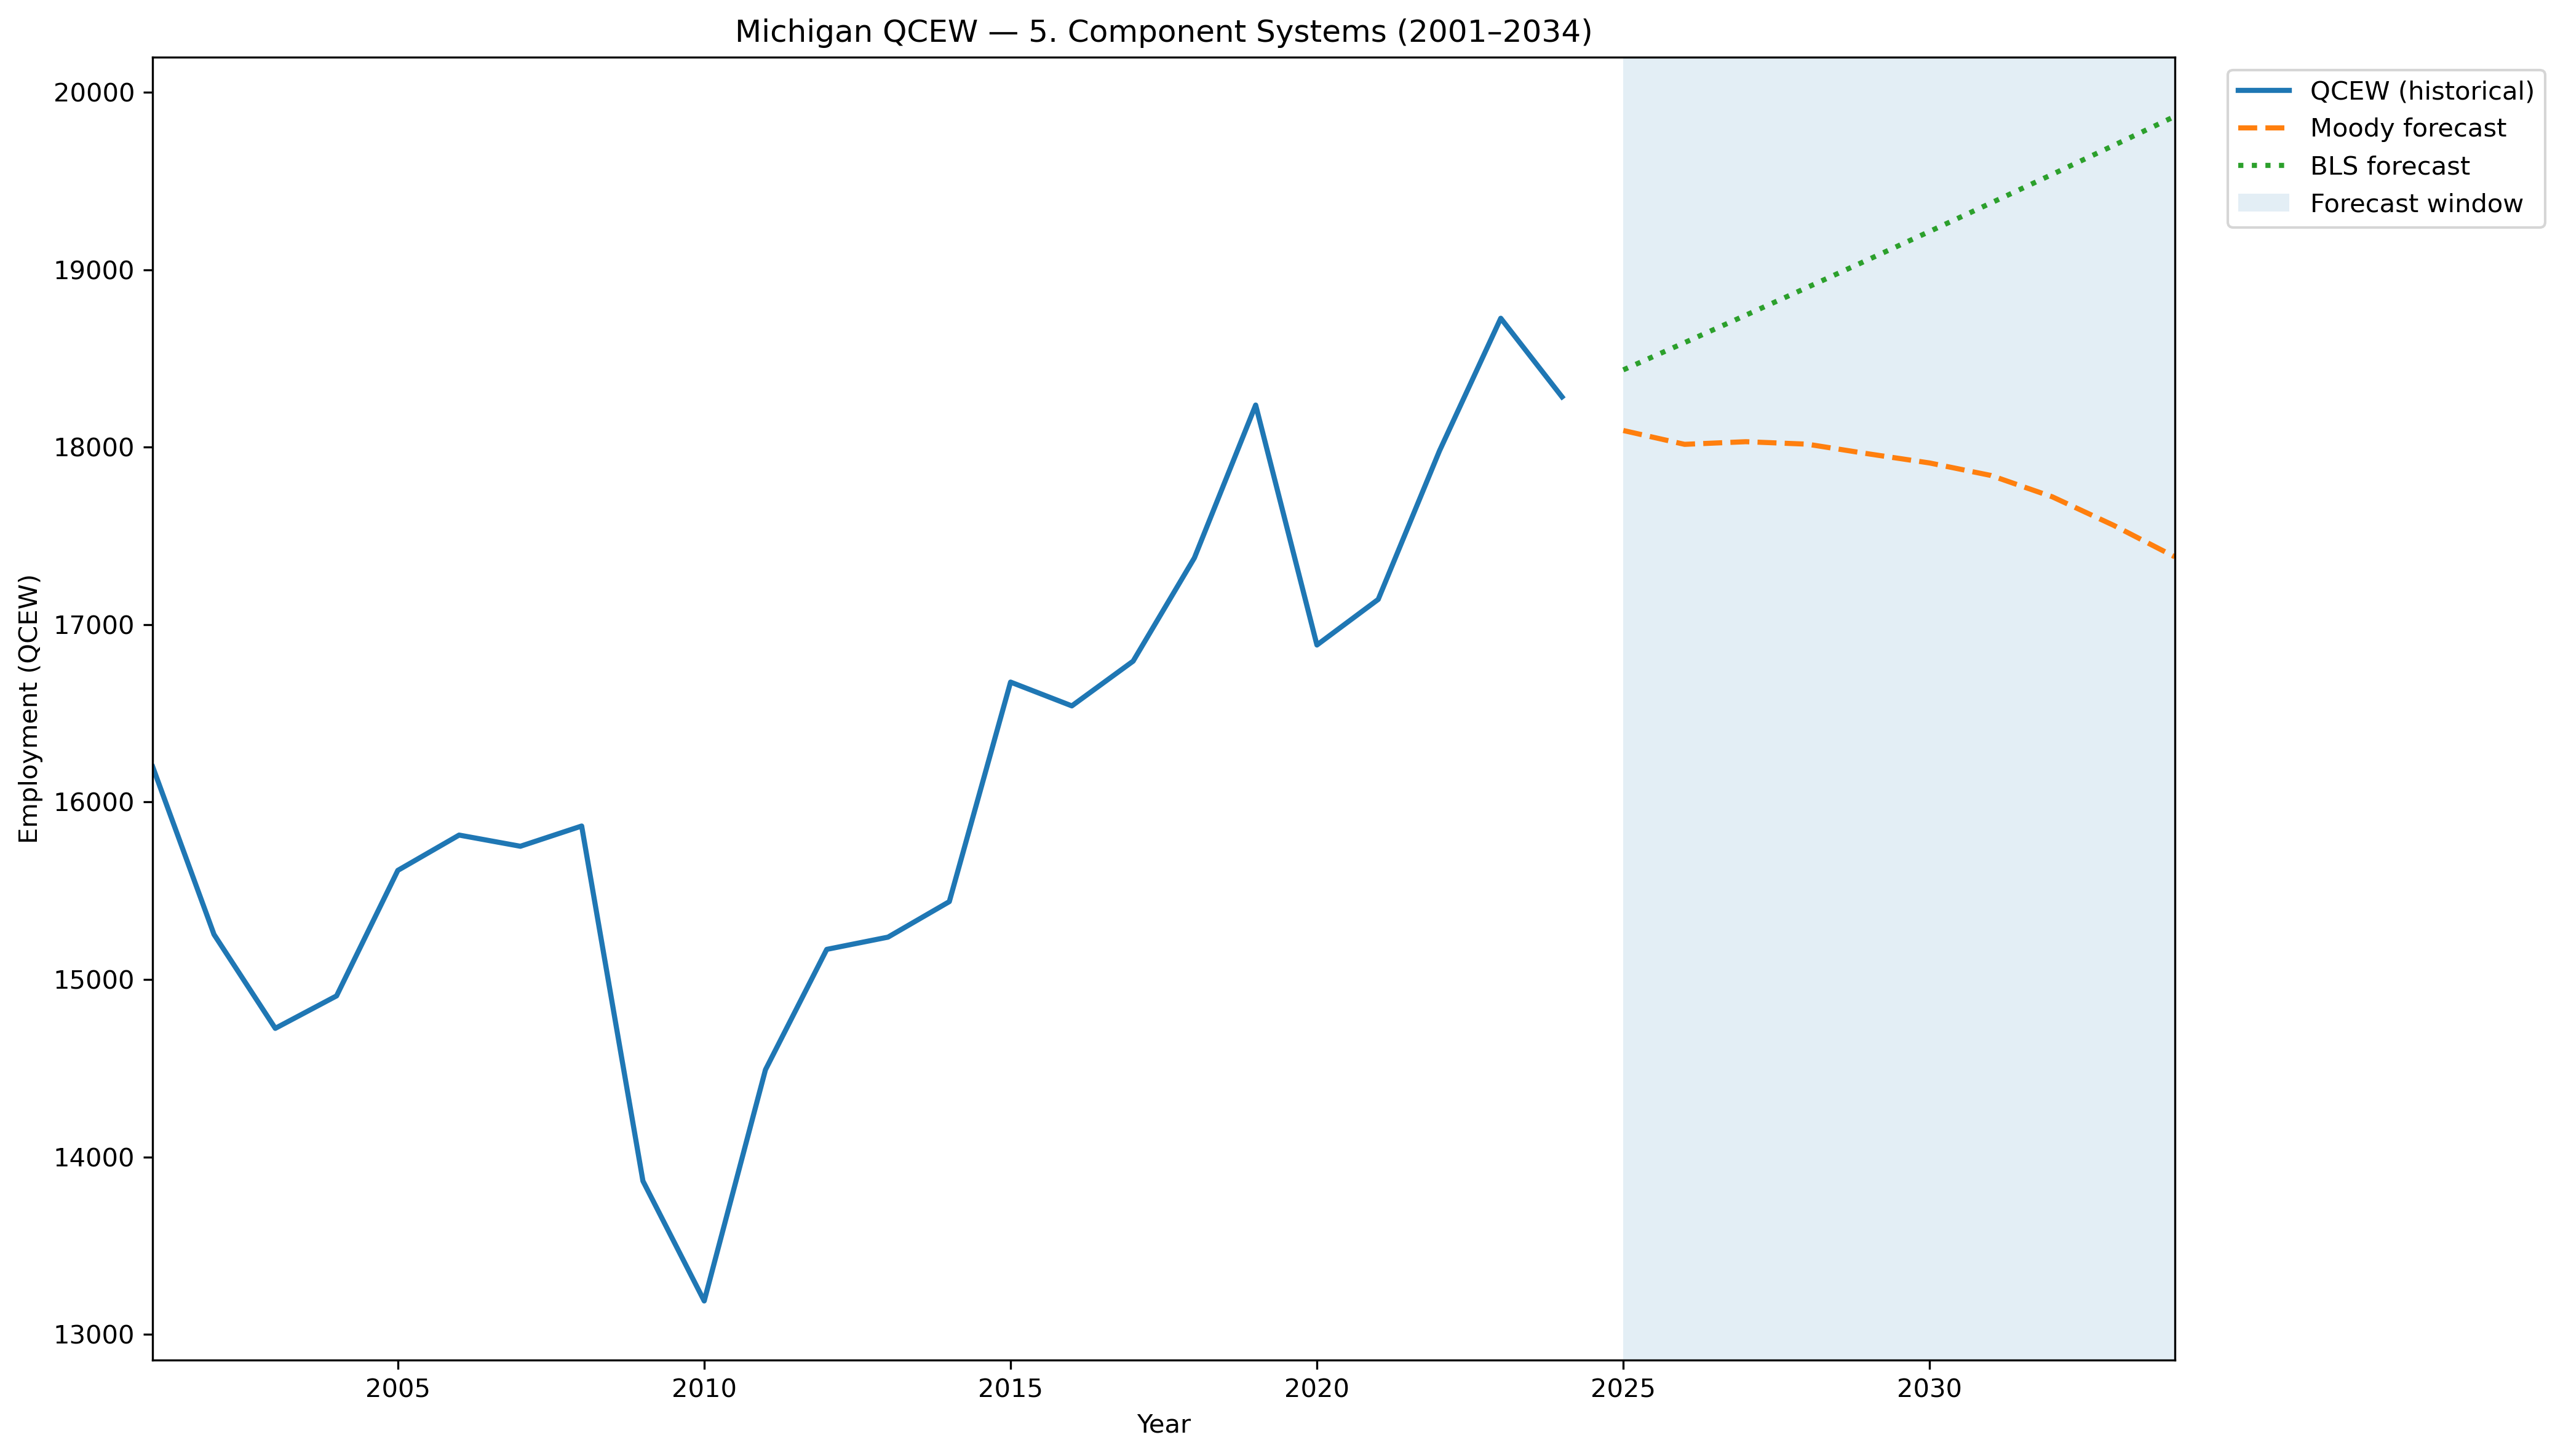 Michigan QCEW — 5. Component Systems (2001–2034)
QCEW (historical)
Moody forecast
BLS forecast
Forecast window
Employment (QCEW)
20000
19000
18000
17000
16000
15000
14000
13000
2005
2010
2015
2020
2025
2030
Year